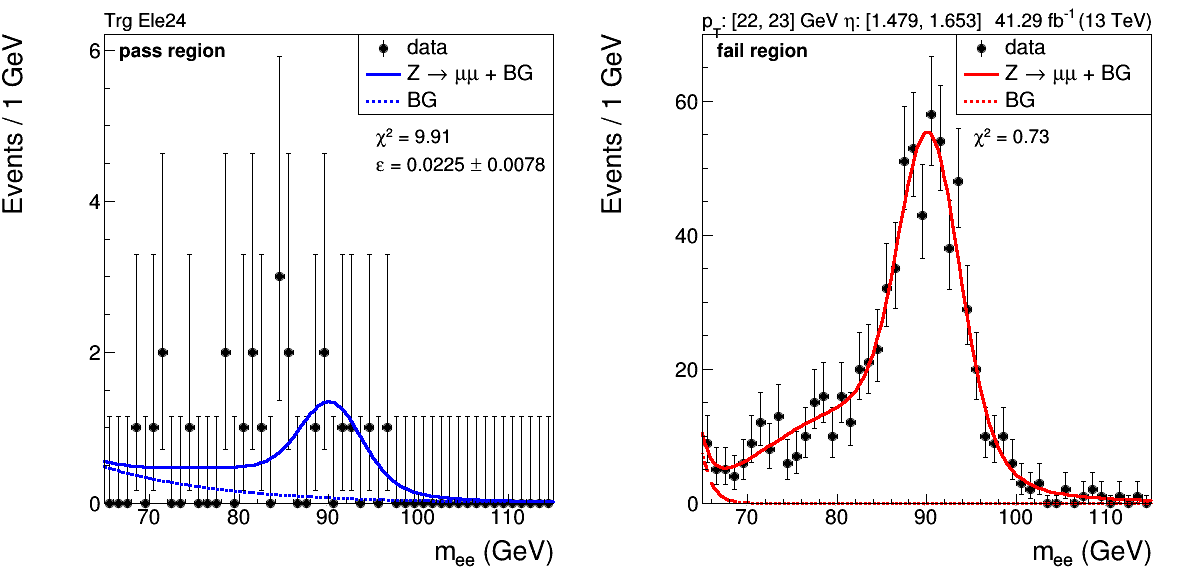 Trg Ele24
pass region
data
Z → μμ + BG
BG
χ² = 9.91
ε = 0.0225 ± 0.0078
Events / 1 GeV
6
4
2
0
70 80 90 100 110
m_ee (GeV)
p_T: [22, 23] GeV η: [1.479, 1.653] 41.29 fb⁻¹ (13 TeV)
fail region
data
Z → μμ + BG
BG
χ² = 0.73
Events / 1 GeV
60
40
20
0
70 80 90 100 110
m_ee (GeV)